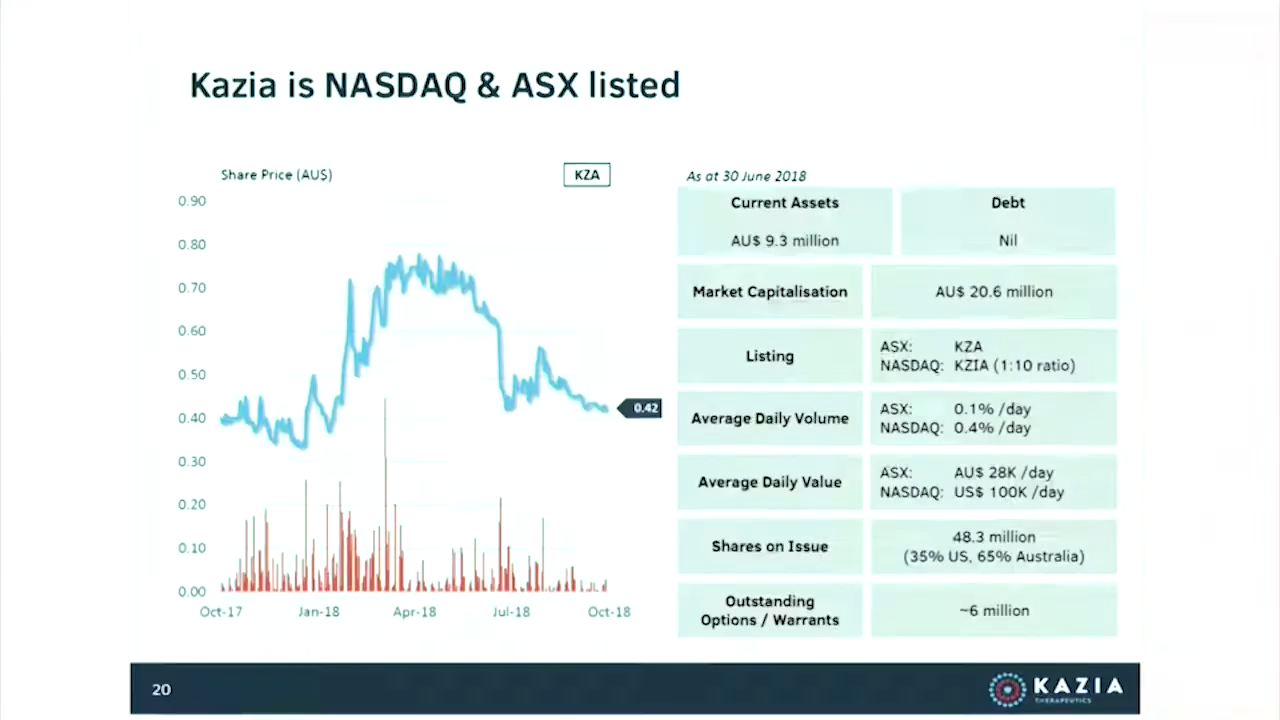 Kazia is NASDAQ & ASX listed
Share Price (AU$)
KZA
0.90
0.80
0.70
0.60
0.50
0.40
0.30
0.20
0.10
0.00
Oct-17 Jan-18 Apr-18 Jul-18 Oct-18
0.42
As at 30 June 2018
Current Assets
AU$ 9.3 million
Debt
Nil
Market Capitalisation
AU$ 20.6 million
Listing
ASX: KZA
NASDAQ: KZIA (1:10 ratio)
Average Daily Volume
ASX: 0.1% /day
NASDAQ: 0.4% /day
Average Daily Value
ASX: AU$ 28K /day
NASDAQ: US$ 100K /day
Shares on Issue
48.3 million
(35% US, 65% Australia)
Outstanding
Options / Warrants
~6 million
20
KAZIA
THERAPEUTICS